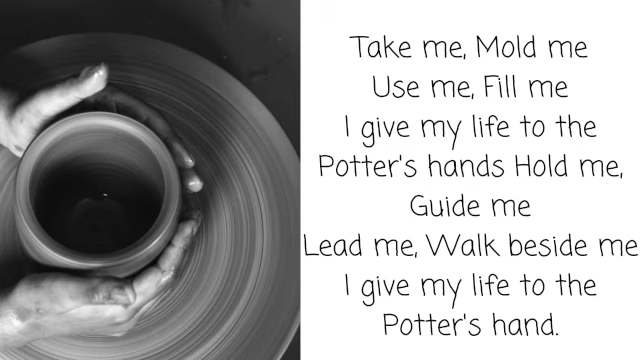 Take me, Mold me
Use me, Fill me
I give my life to the
Potter's hands Hold me,
Guide me
Lead me, Walk beside me
I give my life to the
Potter's hand.